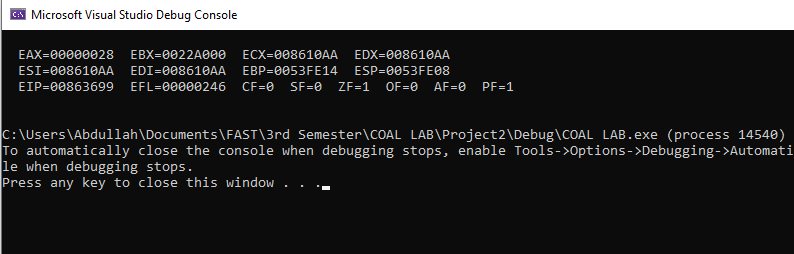 Microsoft Visual Studio Debug Console
EAX=00000028 EBX=0022A000 ECX=008610AA EDX=008610AA
ESI=008610AA EDI=008610AA EBP=0053FE14 ESP=0053FE08
EIP=00863699 EFL=00000246 CF=0 SF=0 ZF=1 OF=0 AF=0 PF=1
C:\Users\Abdullah\Documents\FAST\3rd Semester\COAL LAB\Project2\Debug\COAL LAB.exe (process 14540)
To automatically close the console when debugging stops, enable Tools->Options->Debugging->Automati
le when debugging stops.
Press any key to close this window . . .